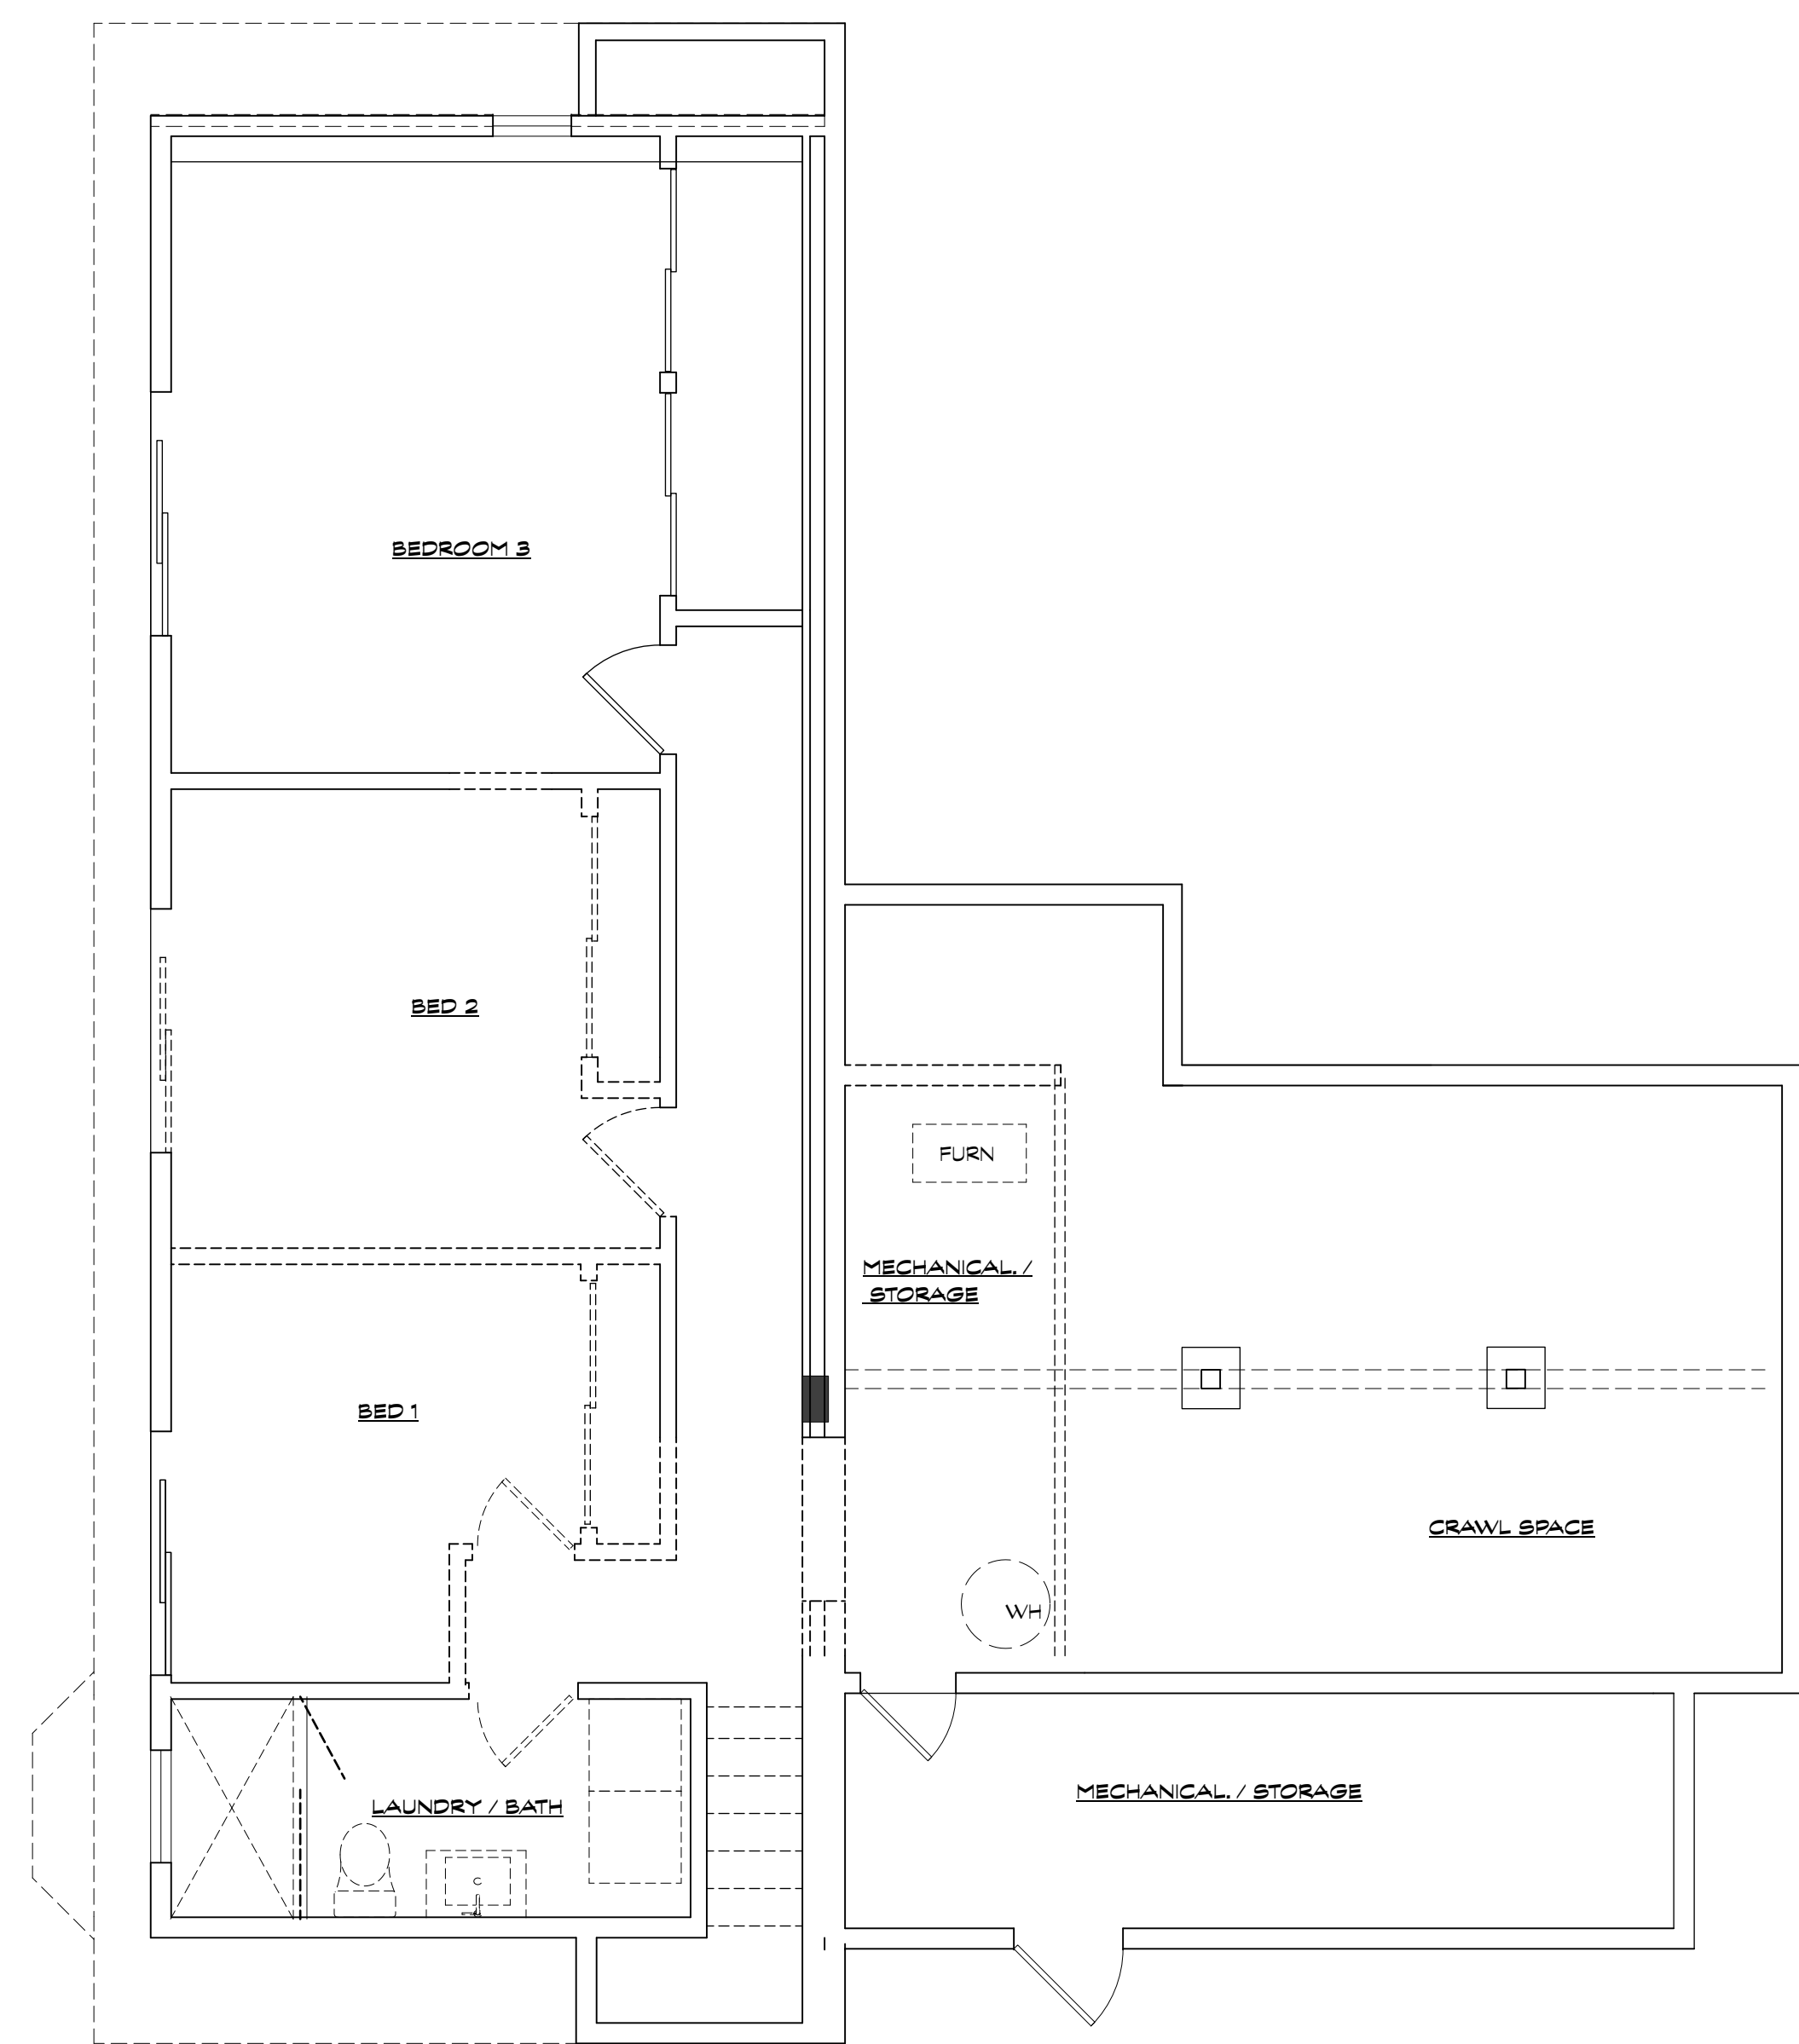 BEDROOM 3
BED 2
FURN
MECHANICAL. /
STORAGE
BED 1
CRAWL SPACE
WH
MECHANICAL. / STORAGE
LAUNDRY / BATH